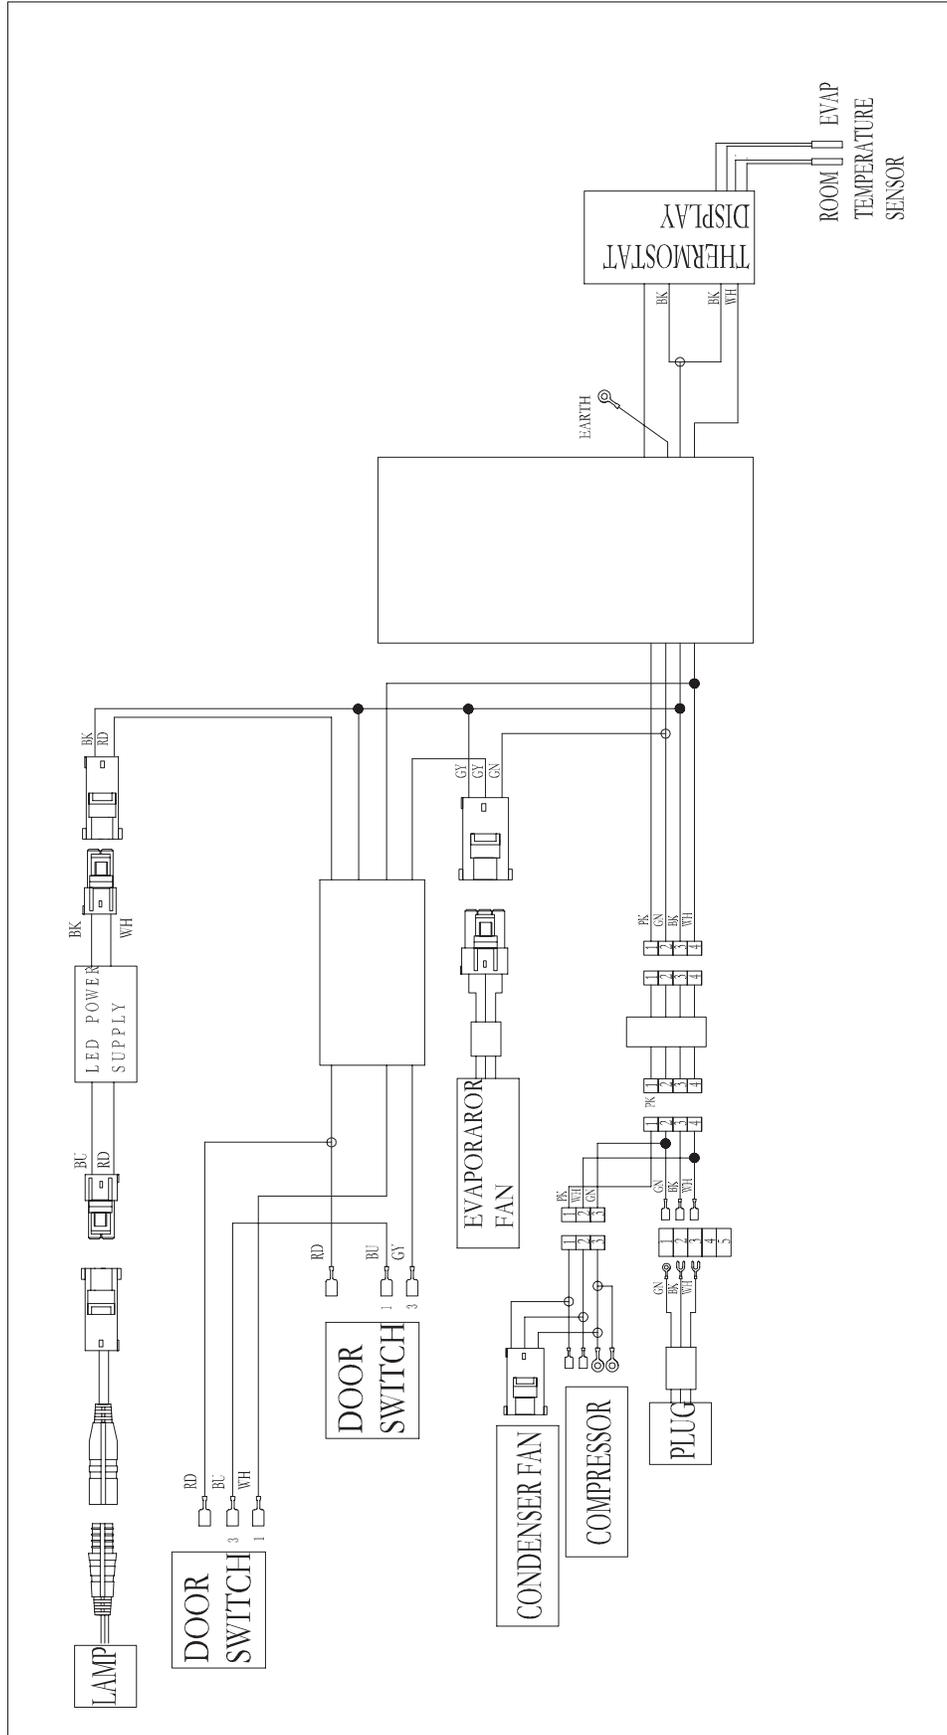 EVAP
ROOM
TEMPERATURE
SENSOR
THERMOSTAT
DISPLAY
BK
BK
WH
EARTH
BK
RD
GY
GY
GN
BK
WH
LED POWER
SUPPLY
BU
RD
PK
GN
BK
WH
1
2
3
4
1
2
3
4
1
2
3
4
PK
1
2
3
4
EVAPORAROR
FAN
PK
WH
GN
1
2
3
1
2
3
GN
BK
WH
1
2
3
4
5
GN
BK
WH
RD
BU
GY
1
3
DOOR
SWITCH
RD
BU
WH
3
1
DOOR
SWITCH
CONDENSER FAN
COMPRESSOR
PLUG
LAMP